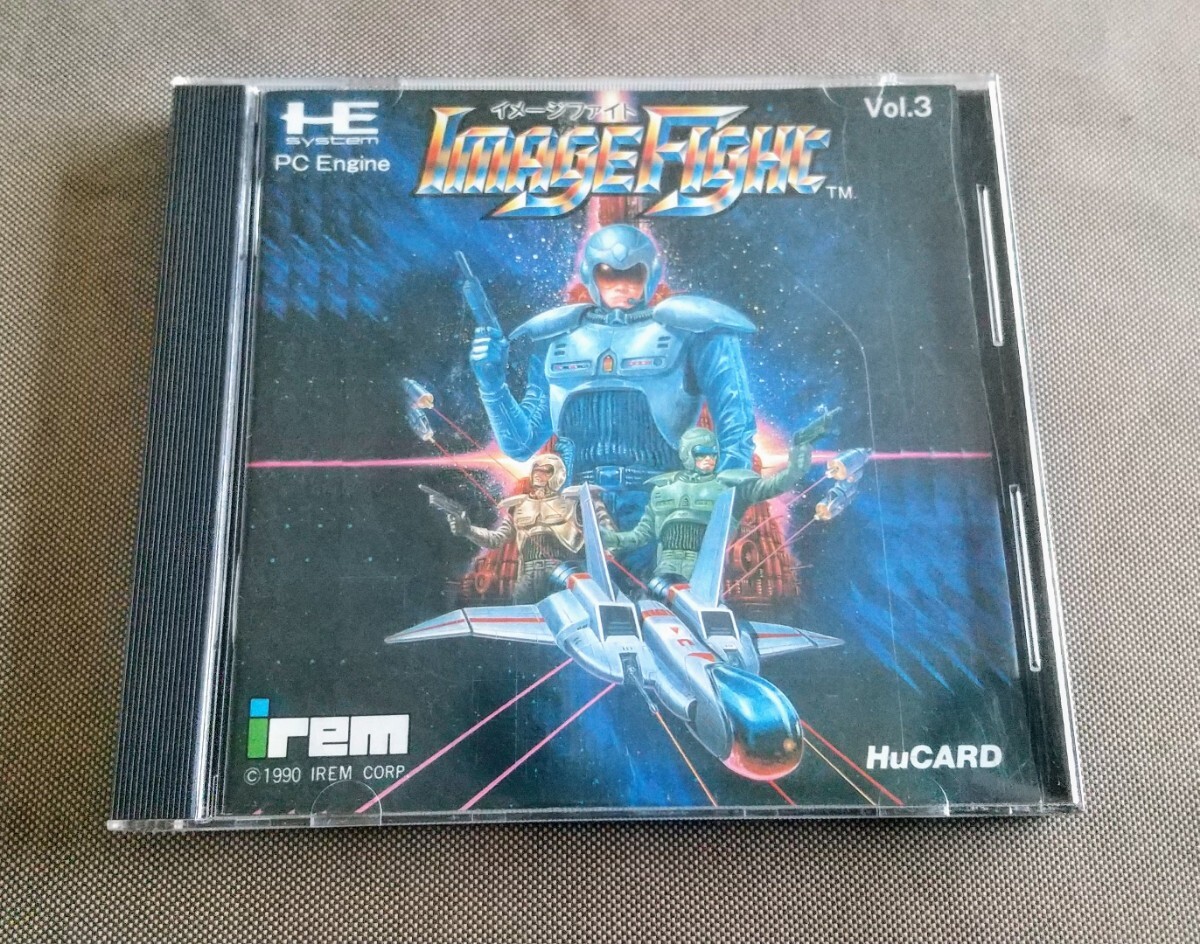 HE
system
PC Engine
イメージファイト
IMAGEFIGHT
TM
Vol.3
irem
©1990 IREM CORP.
HuCARD